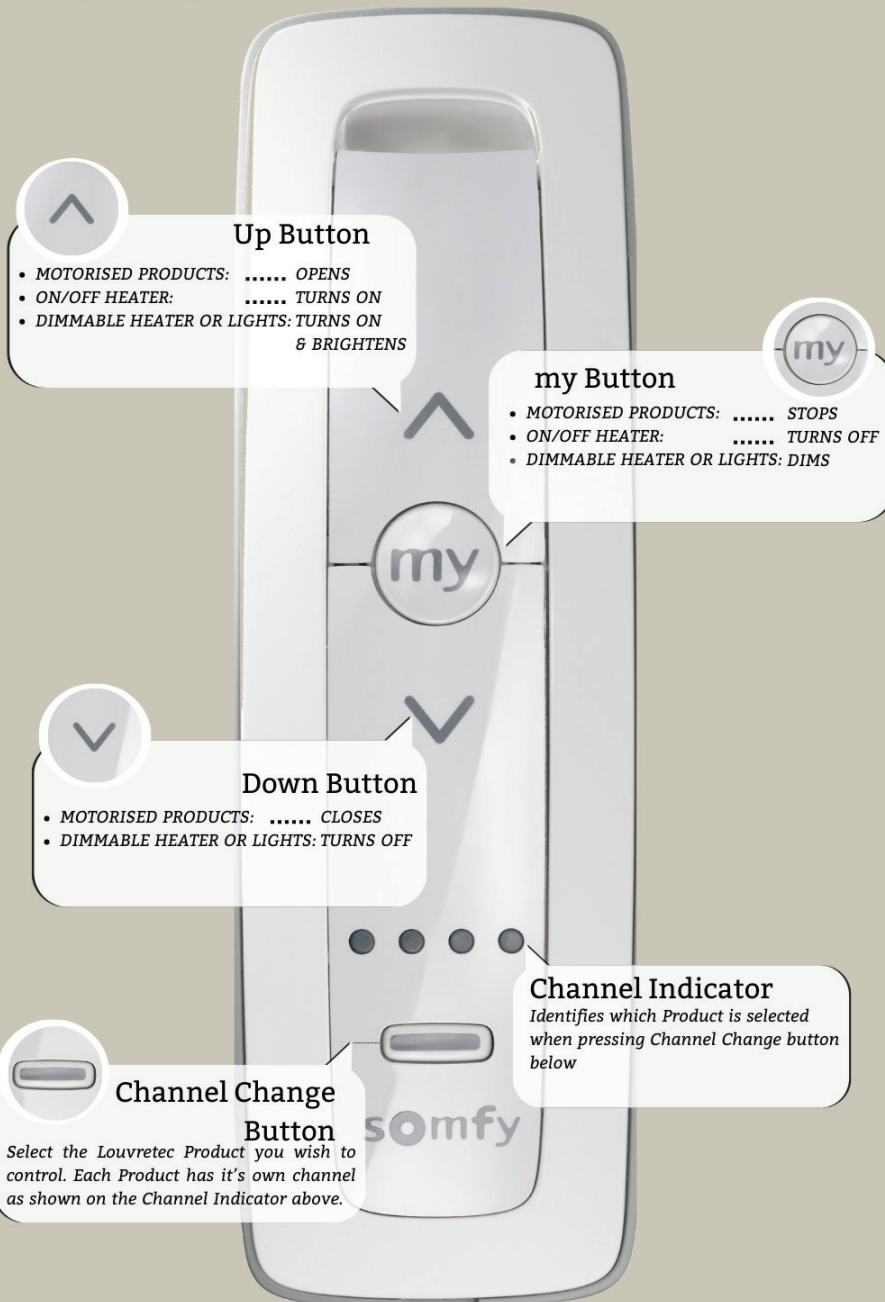 Up Button
• MOTORISED PRODUCTS: ...... OPENS
• ON/OFF HEATER: ...... TURNS ON
• DIMMABLE HEATER OR LIGHTS: TURNS ON
& BRIGHTENS
my
my Button
• MOTORISED PRODUCTS: ...... STOPS
• ON/OFF HEATER: ...... TURNS OFF
• DIMMABLE HEATER OR LIGHTS: DIMS
my
Down Button
• MOTORISED PRODUCTS: ...... CLOSES
• DIMMABLE HEATER OR LIGHTS: TURNS OFF
Channel Indicator
Identifies which Product is selected
when pressing Channel Change button
below
Channel Change
Button
Select the Louvretec Product you wish to
control. Each Product has it's own channel
as shown on the Channel Indicator above.
somfy